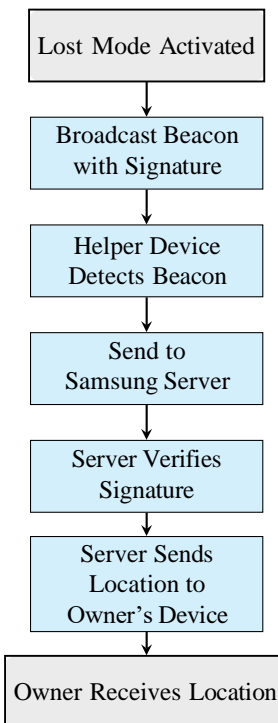 Lost Mode Activated
Broadcast Beacon
with Signature
Helper Device
Detects Beacon
Send to
Samsung Server
Server Verifies
Signature
Server Sends
Location to
Owner’s Device
Owner Receives Location